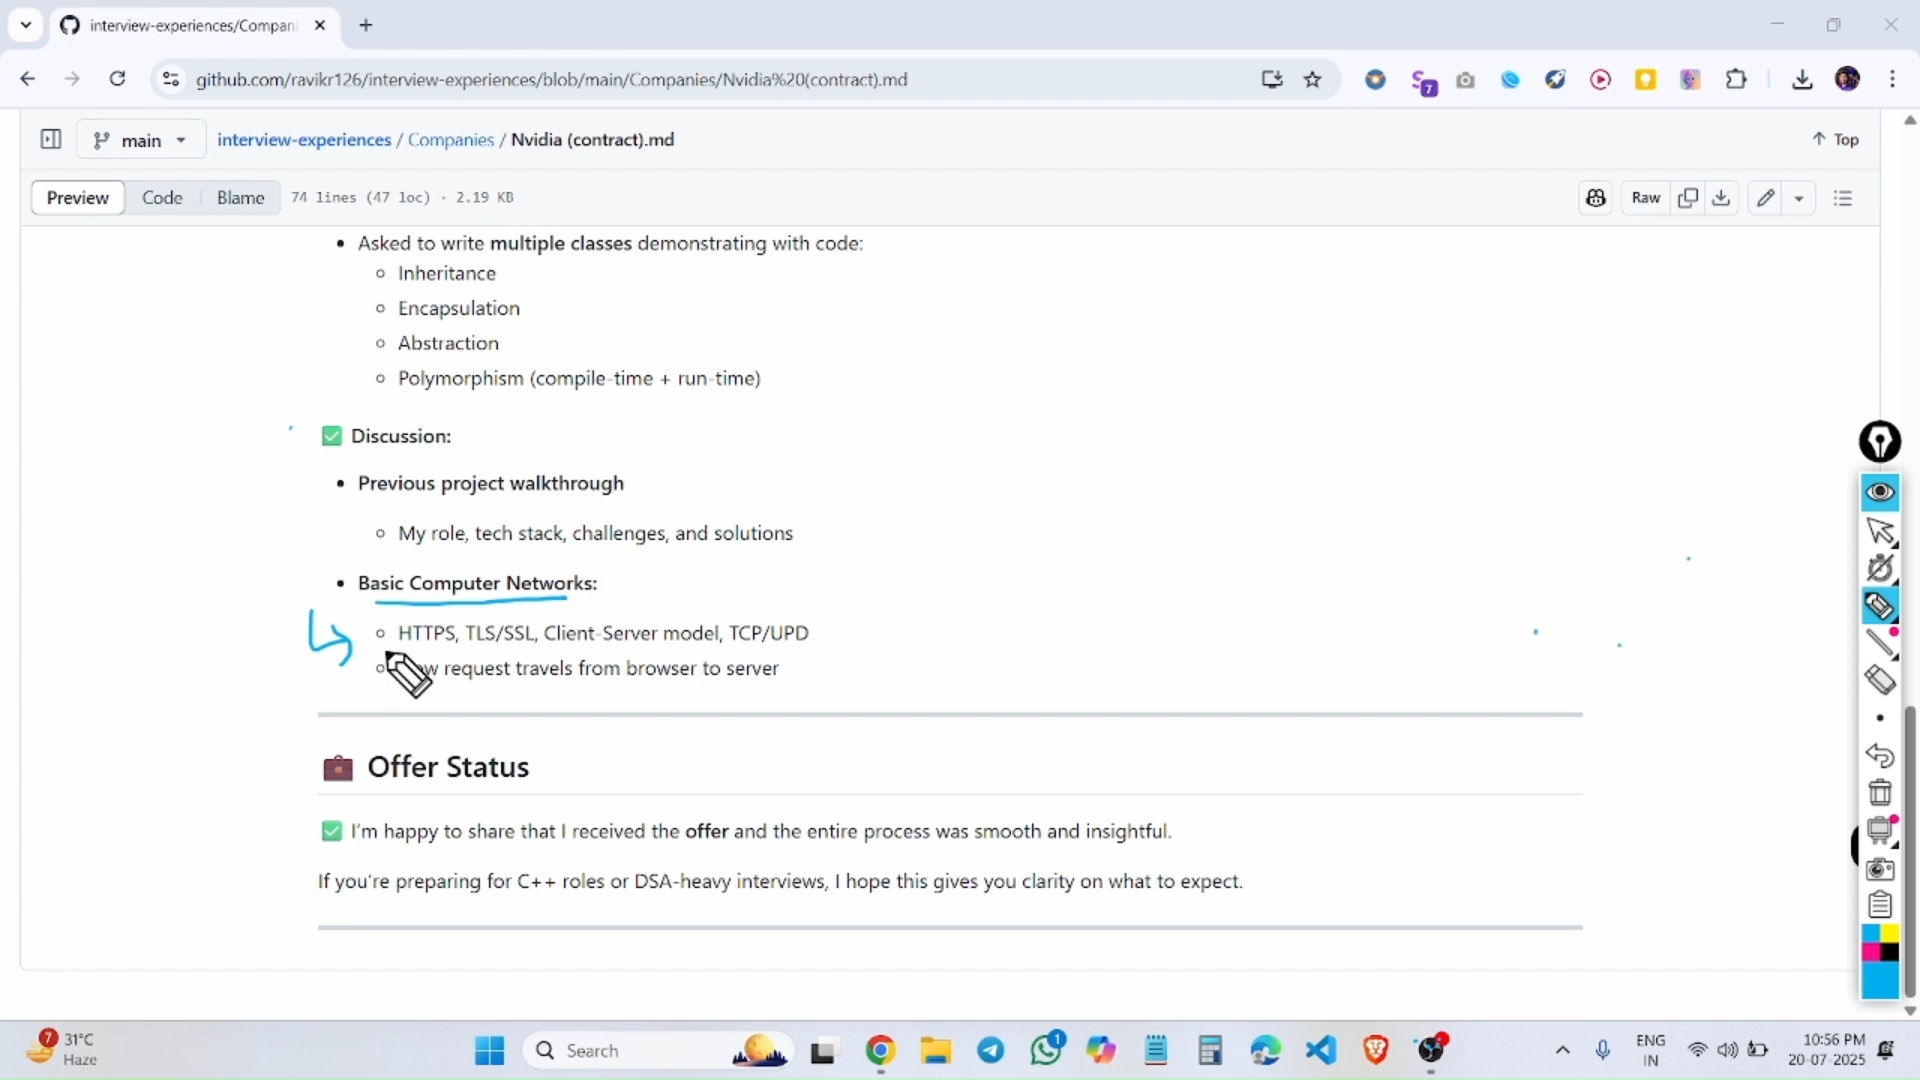 interview-experiences/Compani
github.com/ravikr126/interview-experiences/blob/main/Companies/Nvidia%20(contract).md
7
main
interview-experiences / Companies / Nvidia (contract).md
Top
Preview
Code
Blame
74 lines (47 loc) · 2.19 KB
Raw
Asked to write multiple classes demonstrating with code:
Inheritance
Encapsulation
Abstraction
Polymorphism (compile-time + run-time)
Discussion:
Previous project walkthrough
My role, tech stack, challenges, and solutions
Basic Computer Networks:
HTTPS, TLS/SSL, Client-Server model, TCP/UPD
request travels from browser to server
Offer Status
I'm happy to share that I received the offer and the entire process was smooth and insightful.
If you're preparing for C++ roles or DSA-heavy interviews, I hope this gives you clarity on what to expect.
7
31°C
Haze
Search
1
ENG
IN
10:56 PM
20-07-2025